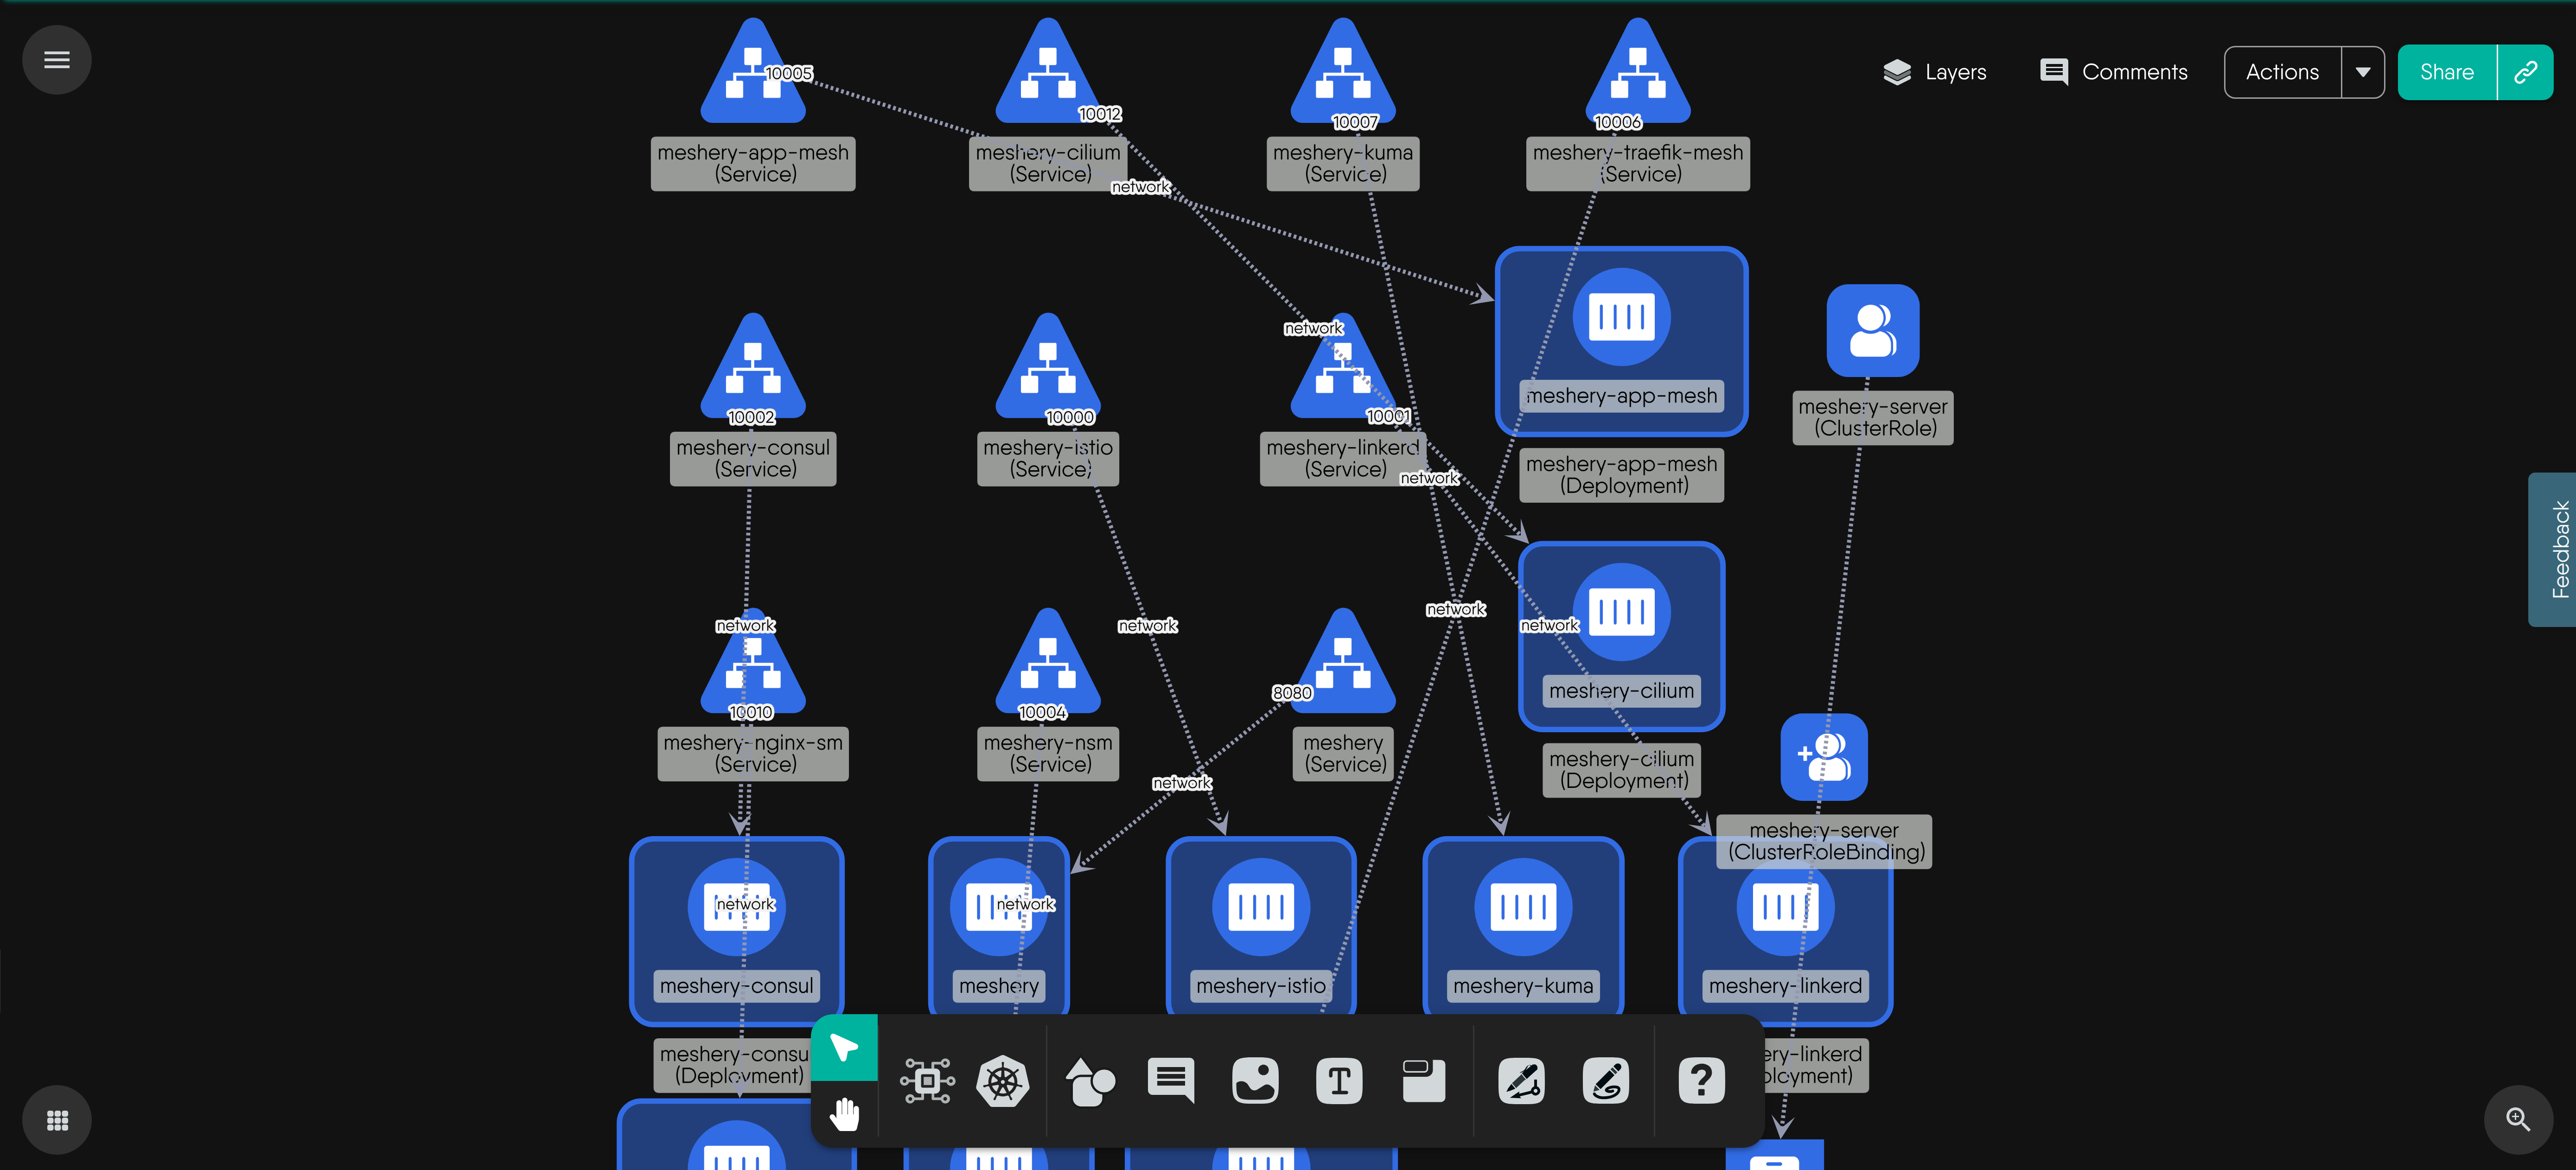 10005
10012
10007
10006
Layers
Comments
Actions
Share
meshery-app-mesh
(Service)
meshery-cilium
(Service)
meshery-kuma
(Service)
meshery-traefik-mesh
(Service)
network
network
meshery-app-mesh
meshery-server
(ClusterRole)
10002
10000
10001
meshery-consul
(Service)
meshery-istio
(Service)
meshery-linkerd
(Service)
network
meshery-app-mesh
(Deployment)
Feedback
network
network
network
network
meshery-cilium
10010
10004
8080
meshery-nginx-sm
(Service)
meshery-nsm
(Service)
meshery
(Service)
network
meshery-cilium
(Deployment)
meshery-server
(ClusterRoleBinding)
network
network
meshery-consul
meshery
meshery-istio
meshery-kuma
meshery-linkerd
meshery-consu
(Deployment)
ery-linkerd
ployment)